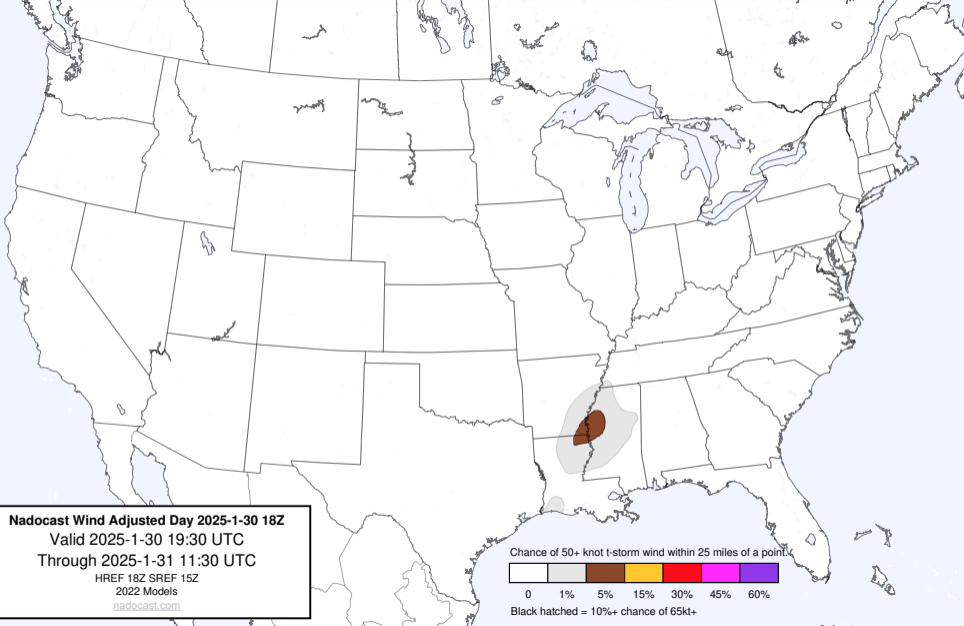 Nadocast Wind Adjusted Day 2025-1-30 18Z
Valid 2025-1-30 19:30 UTC
Through 2025-1-31 11:30 UTC
HREF 18Z SREF 15Z
2022 Models
nadocast.com
Chance of 50+ knot t-storm wind within 25 miles of a point.
0 1% 5% 15% 30% 45% 60%
Black hatched = 10%+ chance of 65kt+